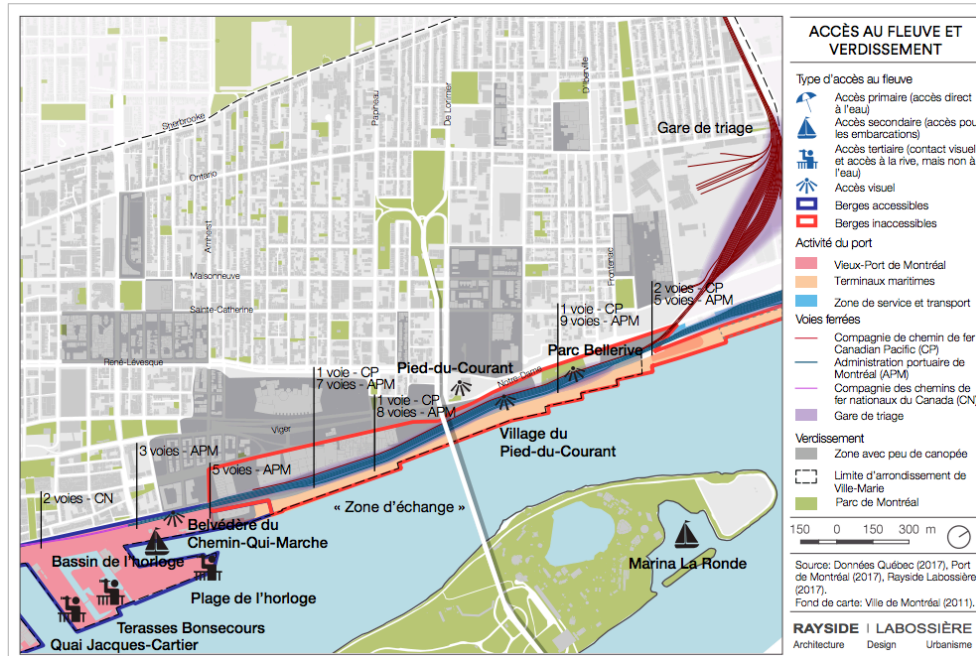 ACCÈS AU FLEUVE ET
VERDISSEMENT
Type d'accès au fleuve
Accès primaire (accès direct
à l'eau)
Accès secondaire (accès pou
les embarcations)
Accès tertiaire (contact visuel
et accès à la rive, mais non à
l'eau)
Accès visuel
Berges accessibles
Berges inaccessibles
Activité du port
Vieux-Port de Montréal
Terminaux maritimes
Zone de service et transport
Voies ferrées
Compagnie de chemin de fer
Canadian Pacific (CP)
Administration portuaire de
Montréal (APM)
Compagnie des chemins de
fer nationaux du Canada (CN)
Gare de triage
Verdissement
Zone avec peu de canopée
Limite d'arrondissement de
Ville-Marie
Parc de Montréal
150 0 150 300 m
Source: Données Québec (2017), Port
de Montréal (2017), Rayside Labossière
(2017).
Fond de carte: Ville de Montréal (2011).
RAYSIDE | LABOSSIÈRE
Architecture Design Urbanisme
Sherbrooke
Papineau
De Lorimier
D'Iberville
Gare de triage
Ontario
Amherst
Maisonneuve
Frontenac
Sainte-Catherine
2 voies - CP
5 voies - APM
1 voie - CP
9 voies - APM
René-Lévesque
Parc Bellerive
Pied-du-Courant
Notre-Dame
1 voie - CP
7 voies - APM
1 voie - CP
8 voies - APM
Viger
Village du
Pied-du-Courant
3 voies - APM
5 voies - APM
2 voies - CN
« Zone d'échange »
Belvédère du
Chemin-Qui-Marche
Bassin de l'horloge
Marina La Ronde
Plage de l'horloge
Terasses Bonsecours
Quai Jacques-Cartier